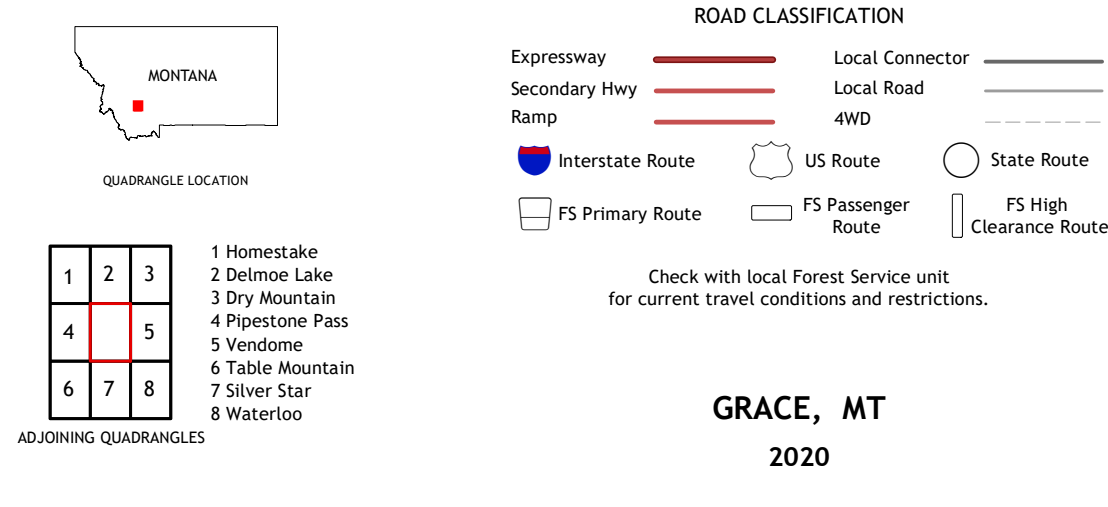 MONTANA
QUADRANGLE LOCATION
1
2
3
4
5
6
7
8
ADJOINING QUADRANGLES
1 Homestake
2 Delmoe Lake
3 Dry Mountain
4 Pipestone Pass
5 Vendome
6 Table Mountain
7 Silver Star
8 Waterloo
ROAD CLASSIFICATION
Expressway
Secondary Hwy
Ramp
Local Connector
Local Road
4WD
Interstate Route
US Route
State Route
FS Primary Route
FS Passenger
Route
FS High
Clearance Route
Check with local Forest Service unit
for current travel conditions and restrictions.
GRACE, MT
2020